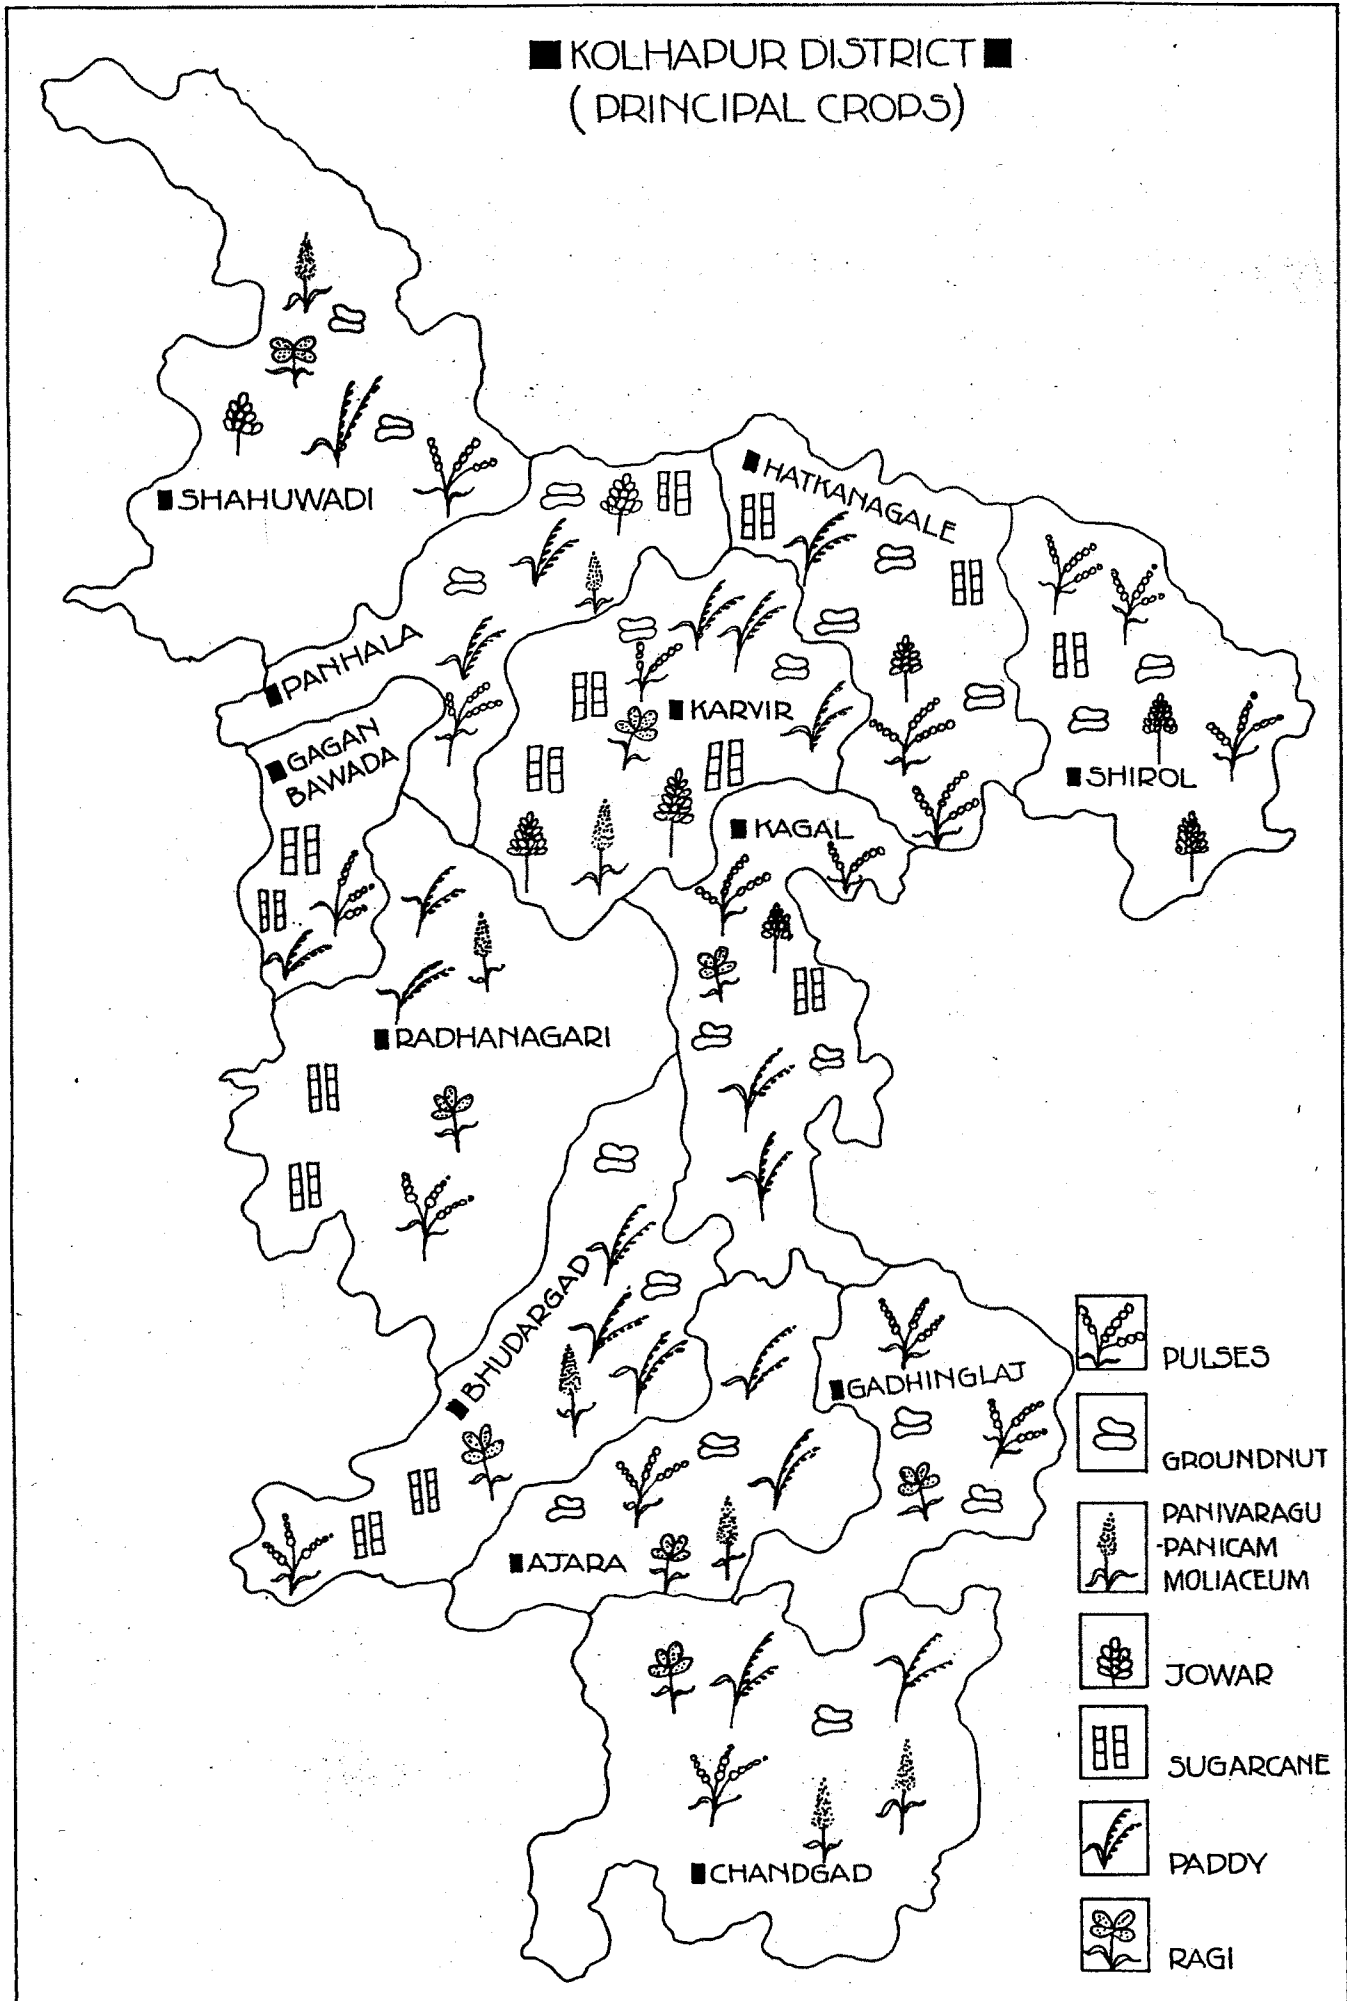 KOLHAPUR DISTRICT
(PRINCIPAL CROPS)
HATKANAGALE
SHAHUWADI
PANHALA
KARVIR
GAGAN
BAWADA
SHIROL
KAGAL
RADHANAGARI
BHUDARGAD
GADHINGLAJ
AJARA
CHANDGAD
PULSES
GROUNDNUT
PANIVARAGU
-PANICAM
MOLIACEUM
JOWAR
SUGARCANE
PADDY
RAGI